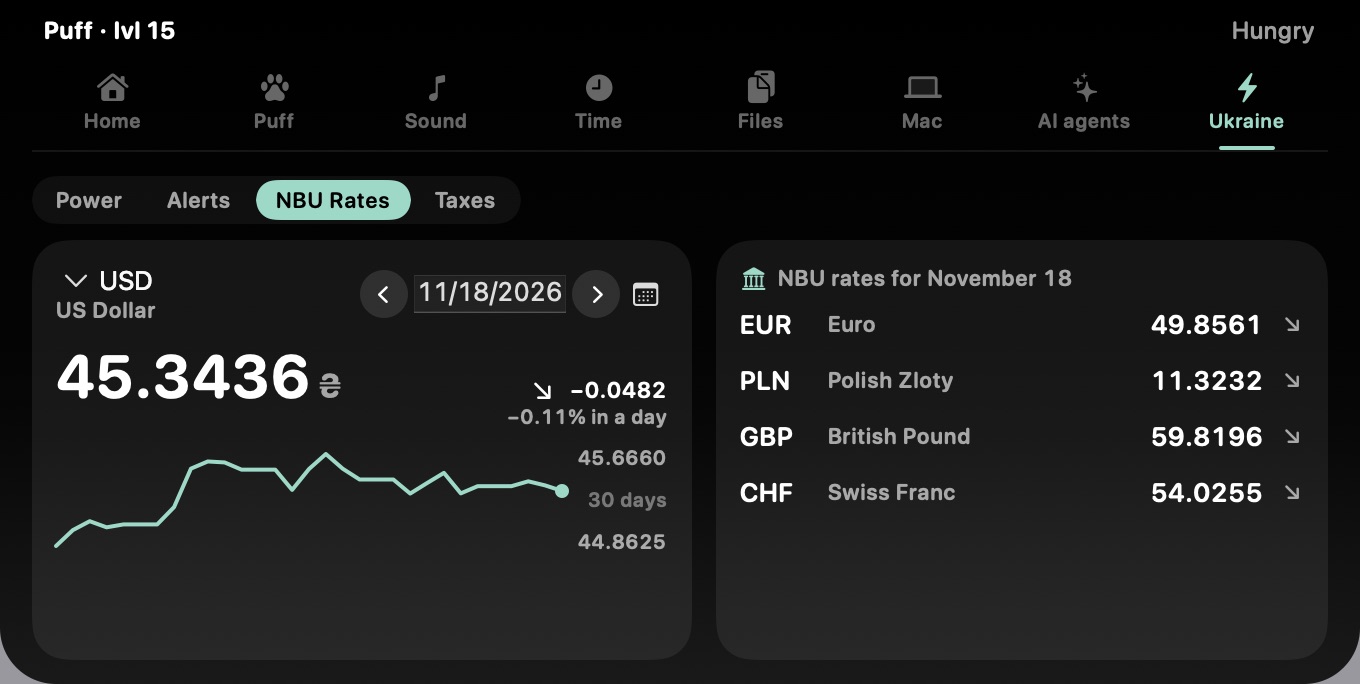 Puff · lvl 15
Hungry
Home
Puff
Sound
Time
Files
Mac
AI agents
Ukraine
Power
Alerts
NBU Rates
Taxes
USD
US Dollar
11/18/2026
45.3436 ₴
−0.0482
−0.11% in a day
45.6660
30 days
44.8625
NBU rates for November 18
EUR Euro 49.8561
PLN Polish Zloty 11.3232
GBP British Pound 59.8196
CHF Swiss Franc 54.0255